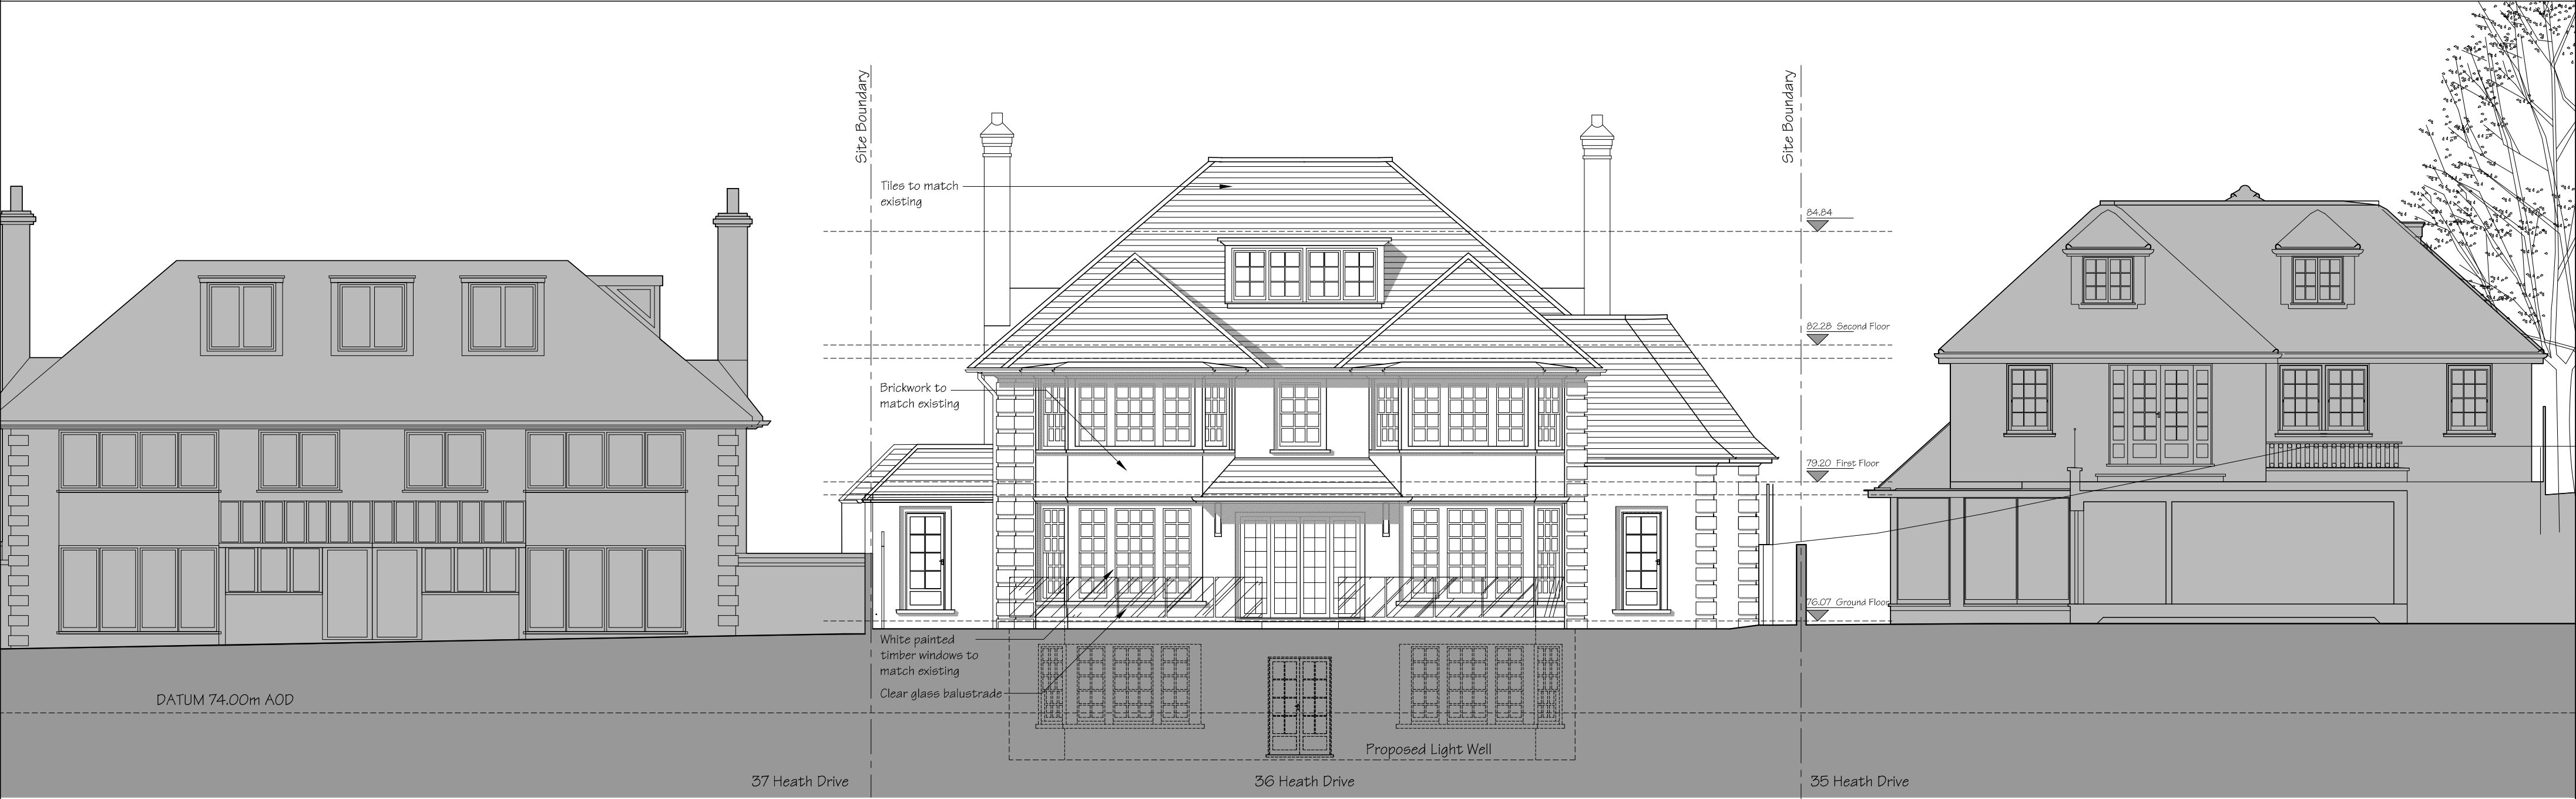 Site Boundary
Site Boundary
Tiles to match
existing
84.84
82.28 Second Floor
Brickwork to
match existing
79.20 First Floor
76.07 Ground Floor
White painted
timber windows to
match existing
Clear glass balustrade
DATUM 74.00m AOD
Proposed Light Well
37 Heath Drive
36 Heath Drive
35 Heath Drive